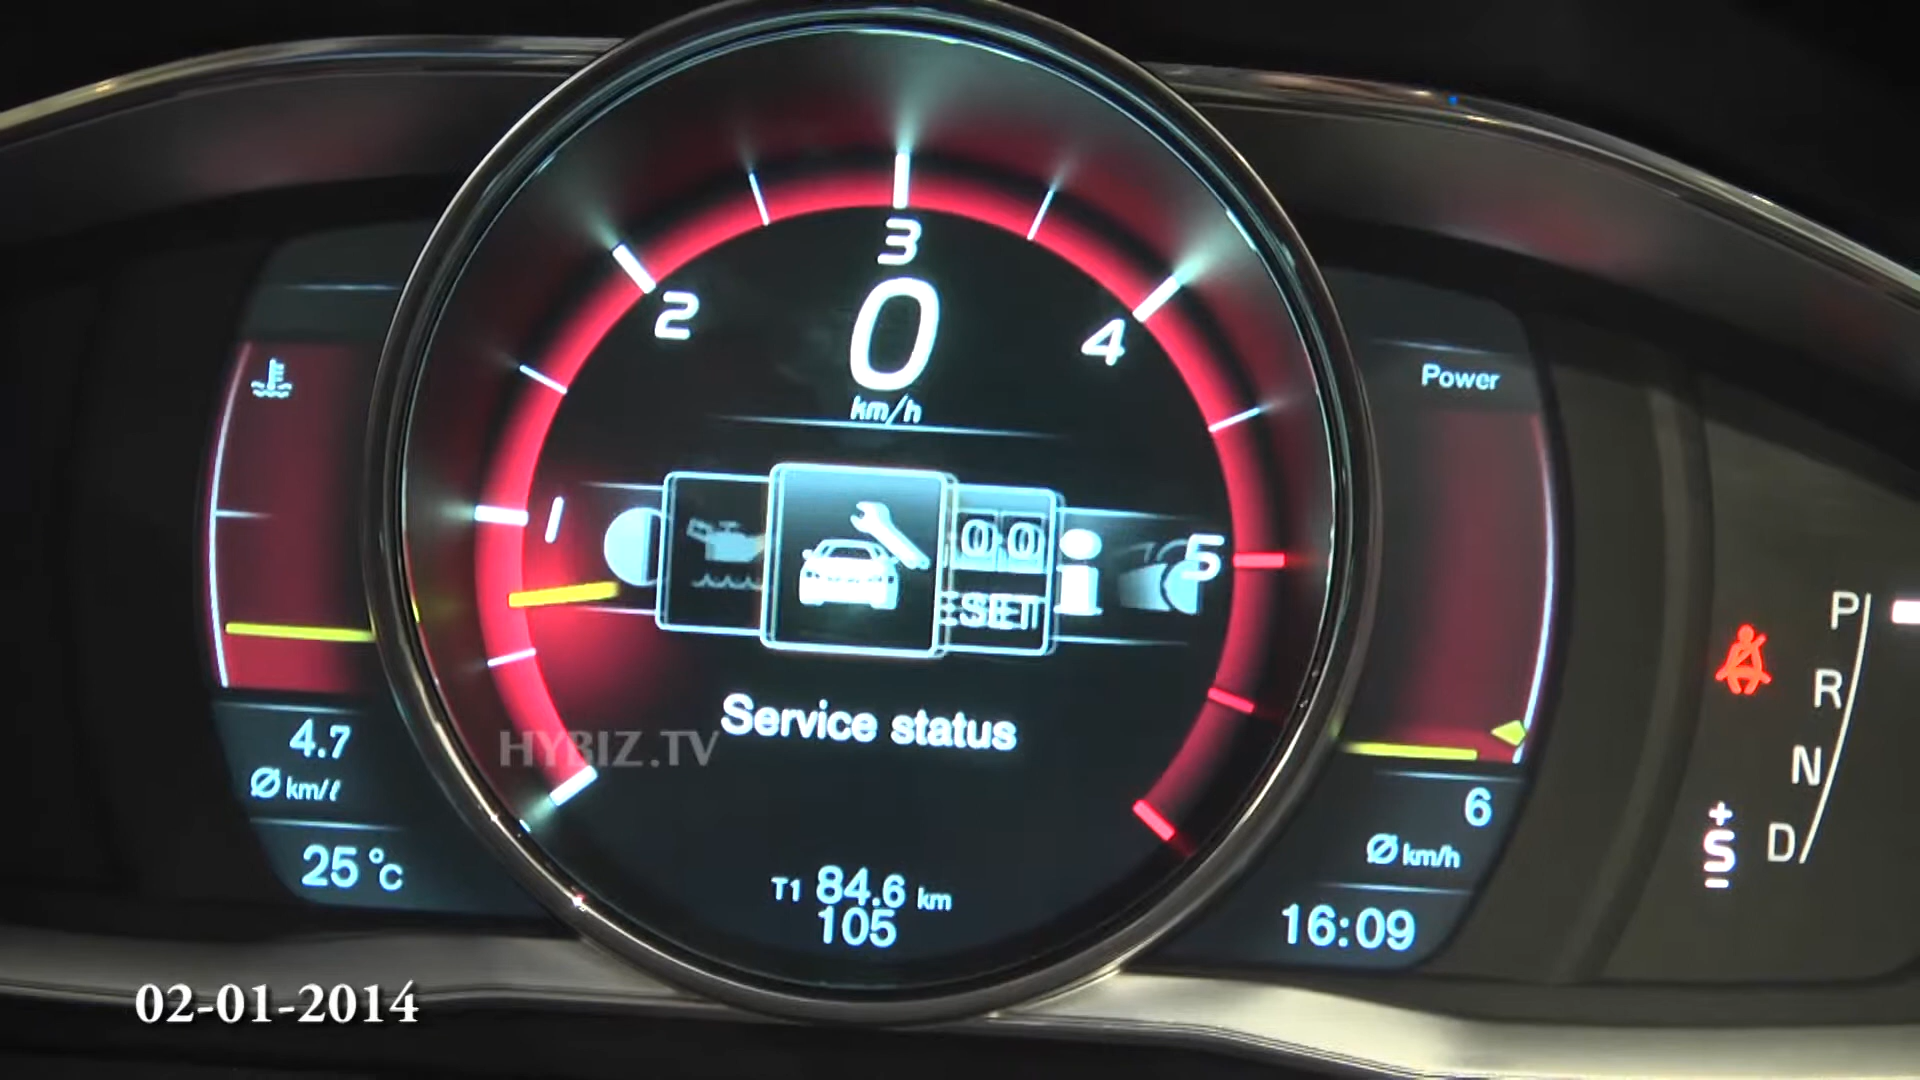 3
2
4
0
km/h
1
5
00
RESET
Service status
Power
4.7
Ø km/ℓ
25 °C
T1 84.6 km
105
6
Ø km/h
16:09
P
R
N
D
+
S
−
HYBIZ.TV
02-01-2014